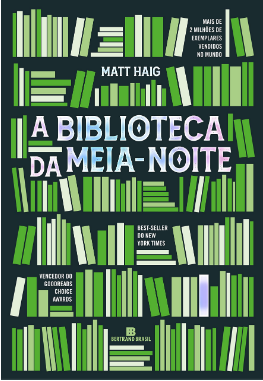 MAIS DE
2 MILHÕES DE
EXEMPLARES
VENDIDOS
NO MUNDO
MATT HAIG
A BIBLIOTECA
DA MEIA-NOITE
BEST-SELLER
DO NEW
YORK TIMES
VENCEDOR DO
GOODREADS
CHOICE
AWARDS
BB
BERTRAND BRASIL